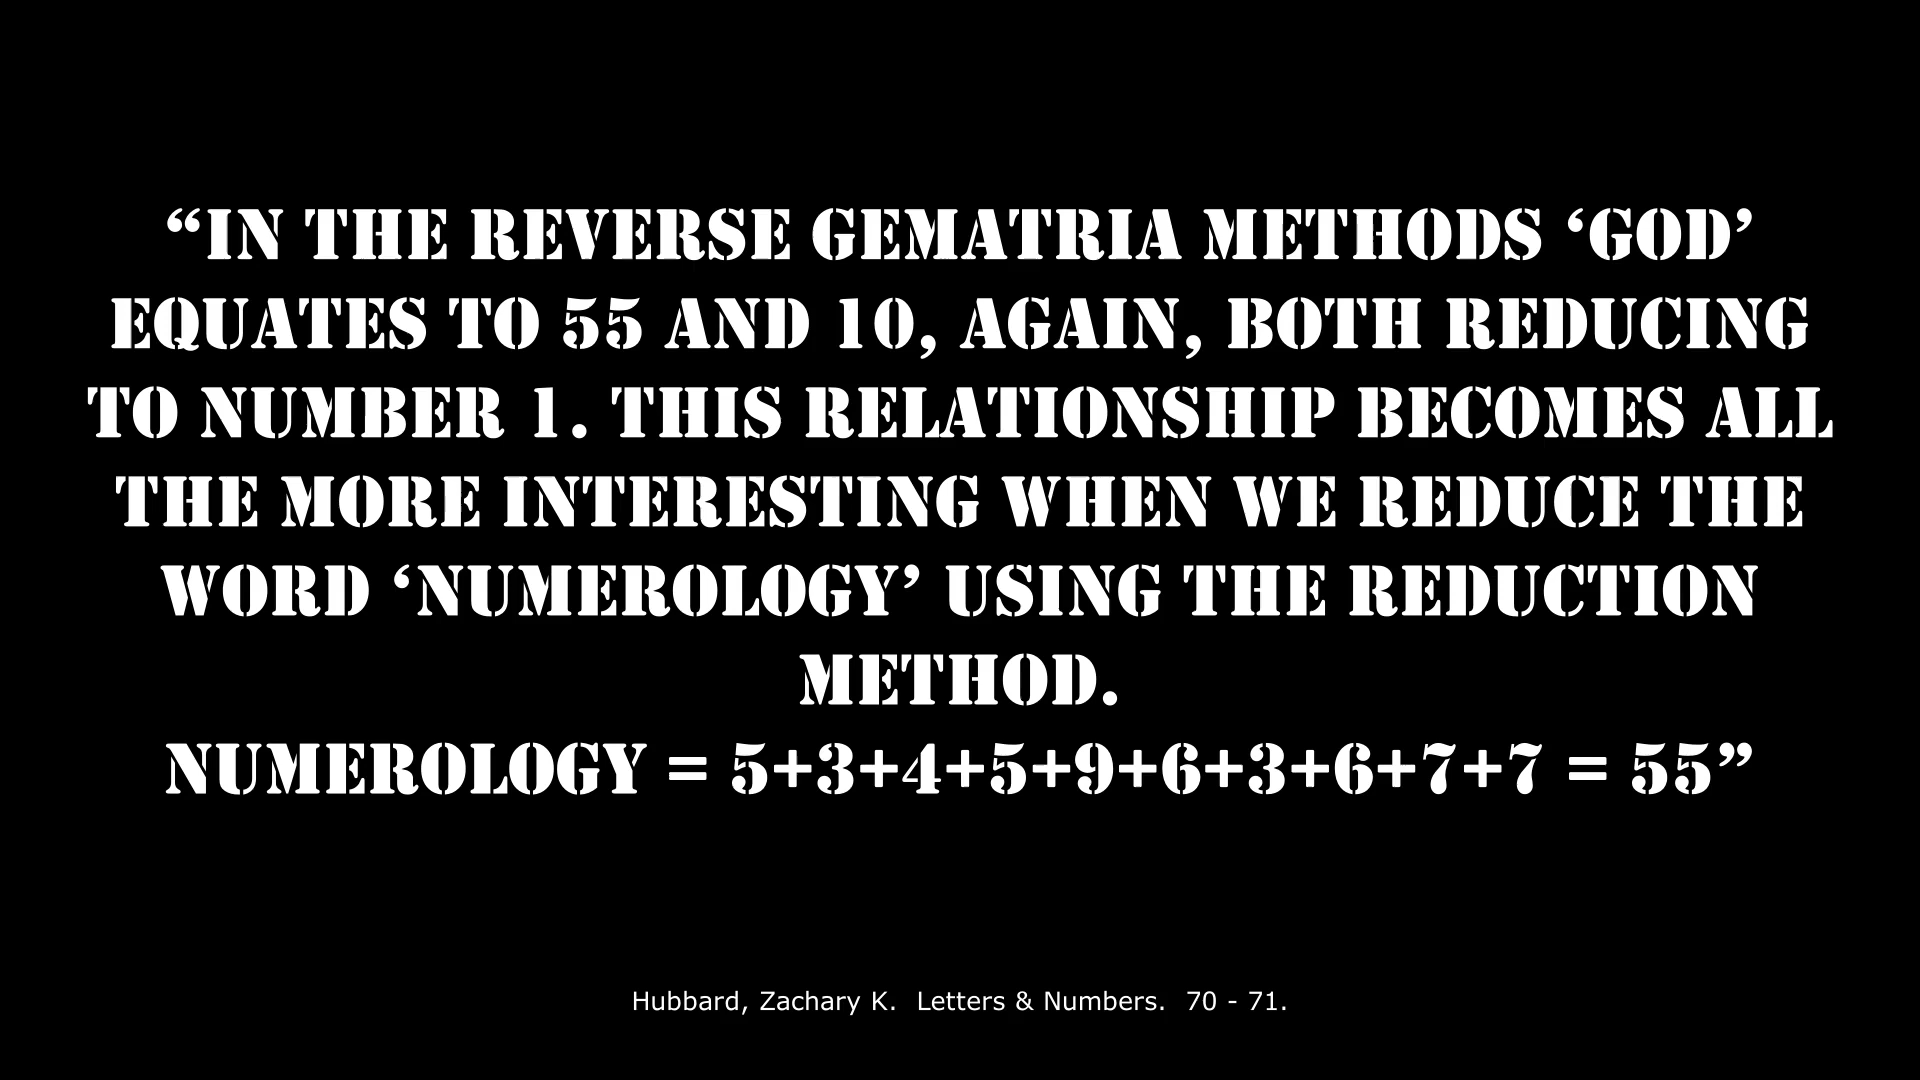 “IN THE REVERSE GEMATRIA METHODS ‘GOD’
EQUATES TO 55 AND 10, AGAIN, BOTH REDUCING
TO NUMBER 1. THIS RELATIONSHIP BECOMES ALL
THE MORE INTERESTING WHEN WE REDUCE THE
WORD ‘NUMEROLOGY’ USING THE REDUCTION
METHOD.
NUMEROLOGY = 5+3+4+5+9+6+3+6+7+7 = 55”
Hubbard, Zachary K.  Letters & Numbers.  70 - 71.